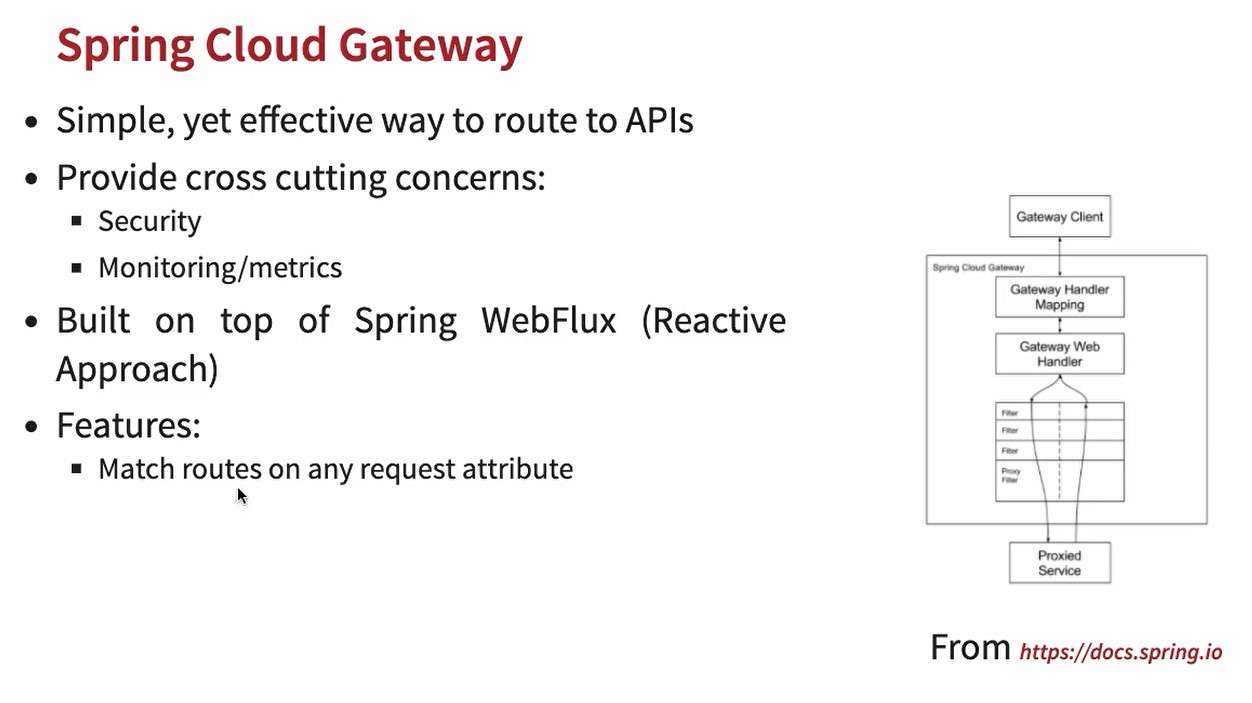 Spring Cloud Gateway
• Simple, yet effective way to route to APIs
• Provide cross cutting concerns:
▪ Security
▪ Monitoring/metrics
• Built on top of Spring WebFlux (Reactive
Approach)
• Features:
▪ Match routes on any request attribute
Gateway Client
Spring Cloud Gateway
Gateway Handler
Mapping
Gateway Web
Handler
Filter
Filter
Filter
Proxy
Filter
Proxied
Service
From https://docs.spring.io